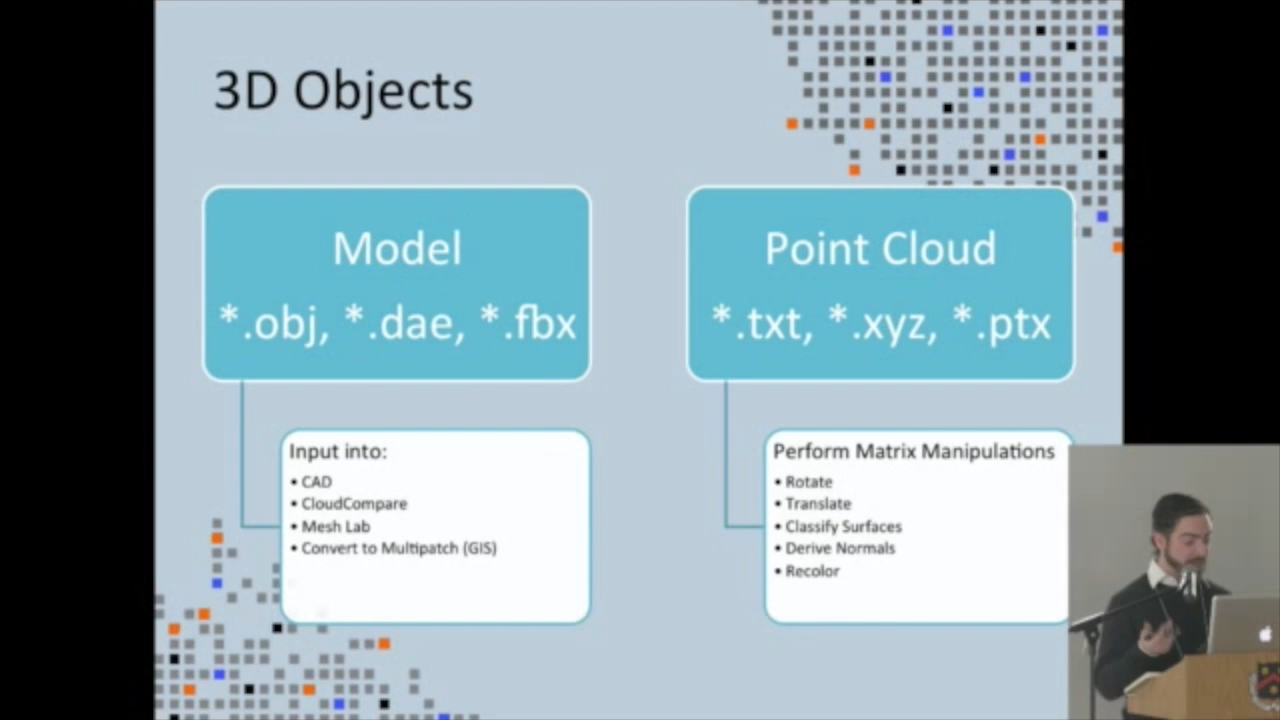 3D Objects
Model
*.obj, *.dae, *.fbx
Input into:
• CAD
• CloudCompare
• Mesh Lab
• Convert to Multipatch (GIS)
Point Cloud
*.txt, *.xyz, *.ptx
Perform Matrix Manipulations
• Rotate
• Translate
• Classify Surfaces
• Derive Normals
• Recolor